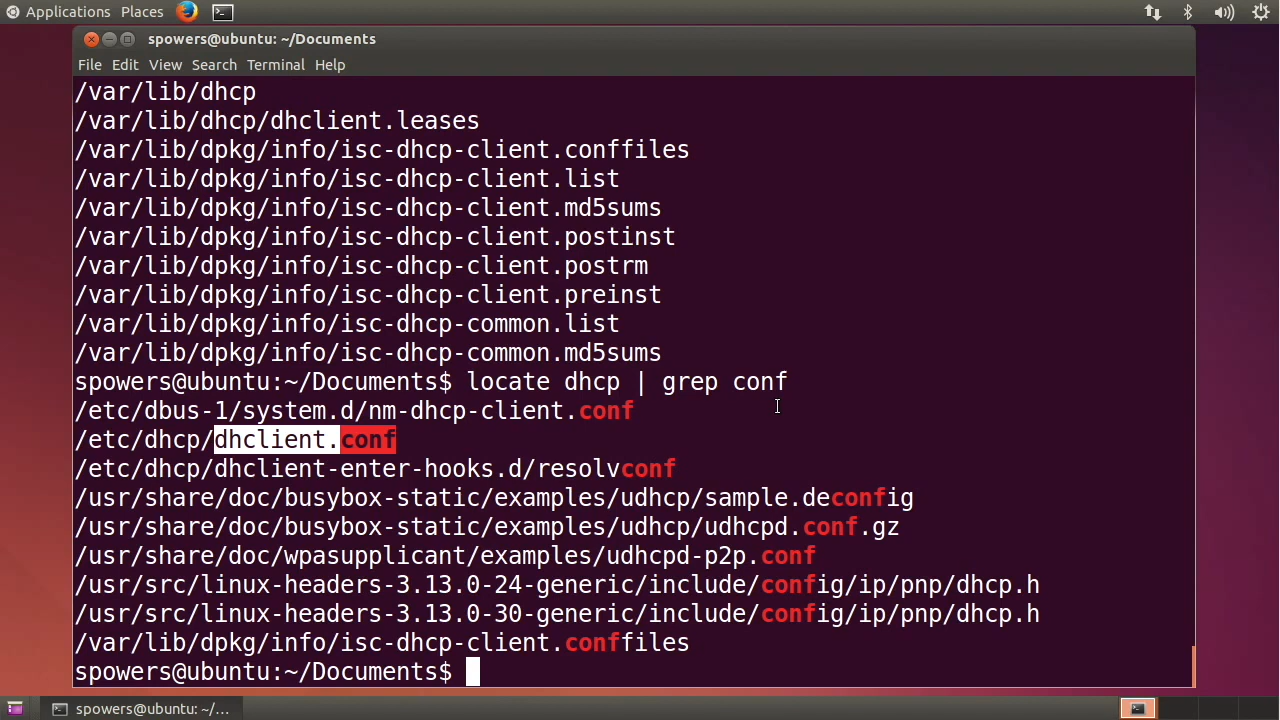 Applications Places
spowers@ubuntu: ~/Documents
File Edit View Search Terminal Help
/var/lib/dhcp
/var/lib/dhcp/dhclient.leases
/var/lib/dpkg/info/isc-dhcp-client.conffiles
/var/lib/dpkg/info/isc-dhcp-client.list
/var/lib/dpkg/info/isc-dhcp-client.md5sums
/var/lib/dpkg/info/isc-dhcp-client.postinst
/var/lib/dpkg/info/isc-dhcp-client.postrm
/var/lib/dpkg/info/isc-dhcp-client.preinst
/var/lib/dpkg/info/isc-dhcp-common.list
/var/lib/dpkg/info/isc-dhcp-common.md5sums
spowers@ubuntu:~/Documents$ locate dhcp | grep conf
/etc/dbus-1/system.d/nm-dhcp-client.conf
/etc/dhcp/dhclient.conf
/etc/dhcp/dhclient-enter-hooks.d/resolvconf
/usr/share/doc/busybox-static/examples/udhcp/sample.deconfig
/usr/share/doc/busybox-static/examples/udhcp/udhcpd.conf.gz
/usr/share/doc/wpasupplicant/examples/udhcpd-p2p.conf
/usr/src/linux-headers-3.13.0-24-generic/include/config/ip/pnp/dhcp.h
/usr/src/linux-headers-3.13.0-30-generic/include/config/ip/pnp/dhcp.h
/var/lib/dpkg/info/isc-dhcp-client.conffiles
spowers@ubuntu:~/Documents$
spowers@ubuntu: ~/...